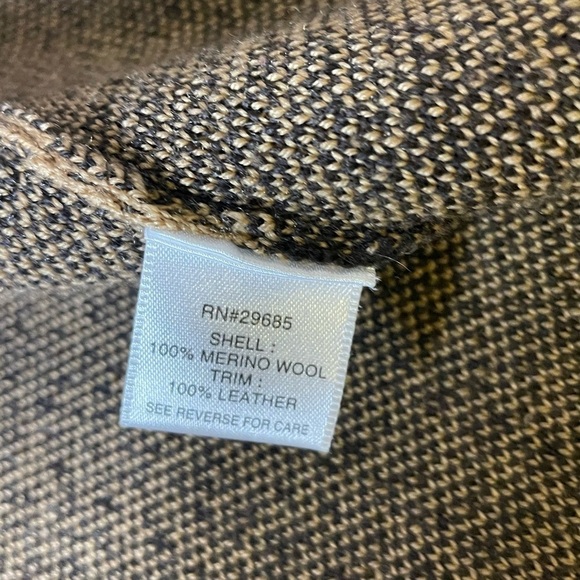 RN#29685
SHELL :
100% MERINO WOOL
TRIM :
100% LEATHER
SEE REVERSE FOR CARE